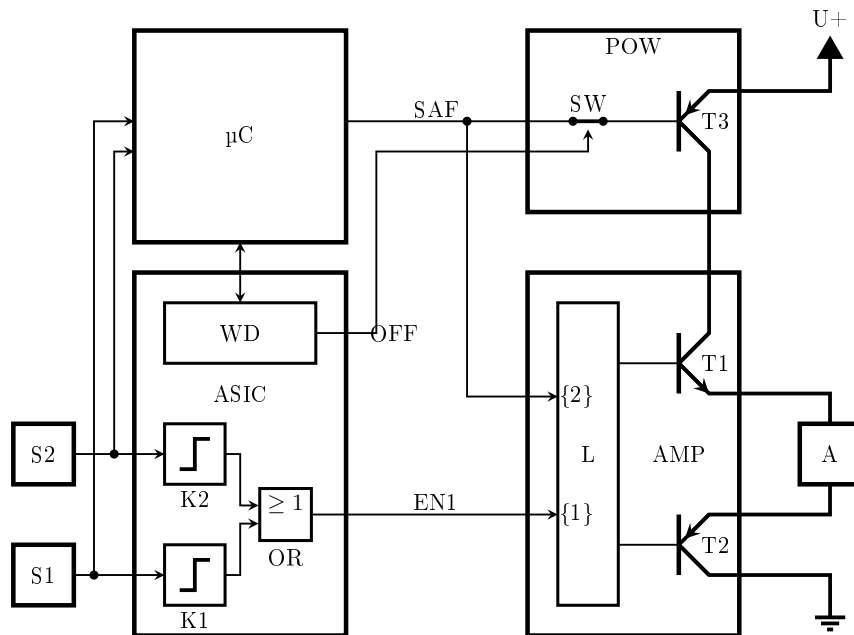 U+
POW
µC
SAF
SW
T3
WD
OFF
ASIC
T1
{2}
S2
L
AMP
A
K2
≥ 1
EN1
{1}
OR
T2
S1
K1